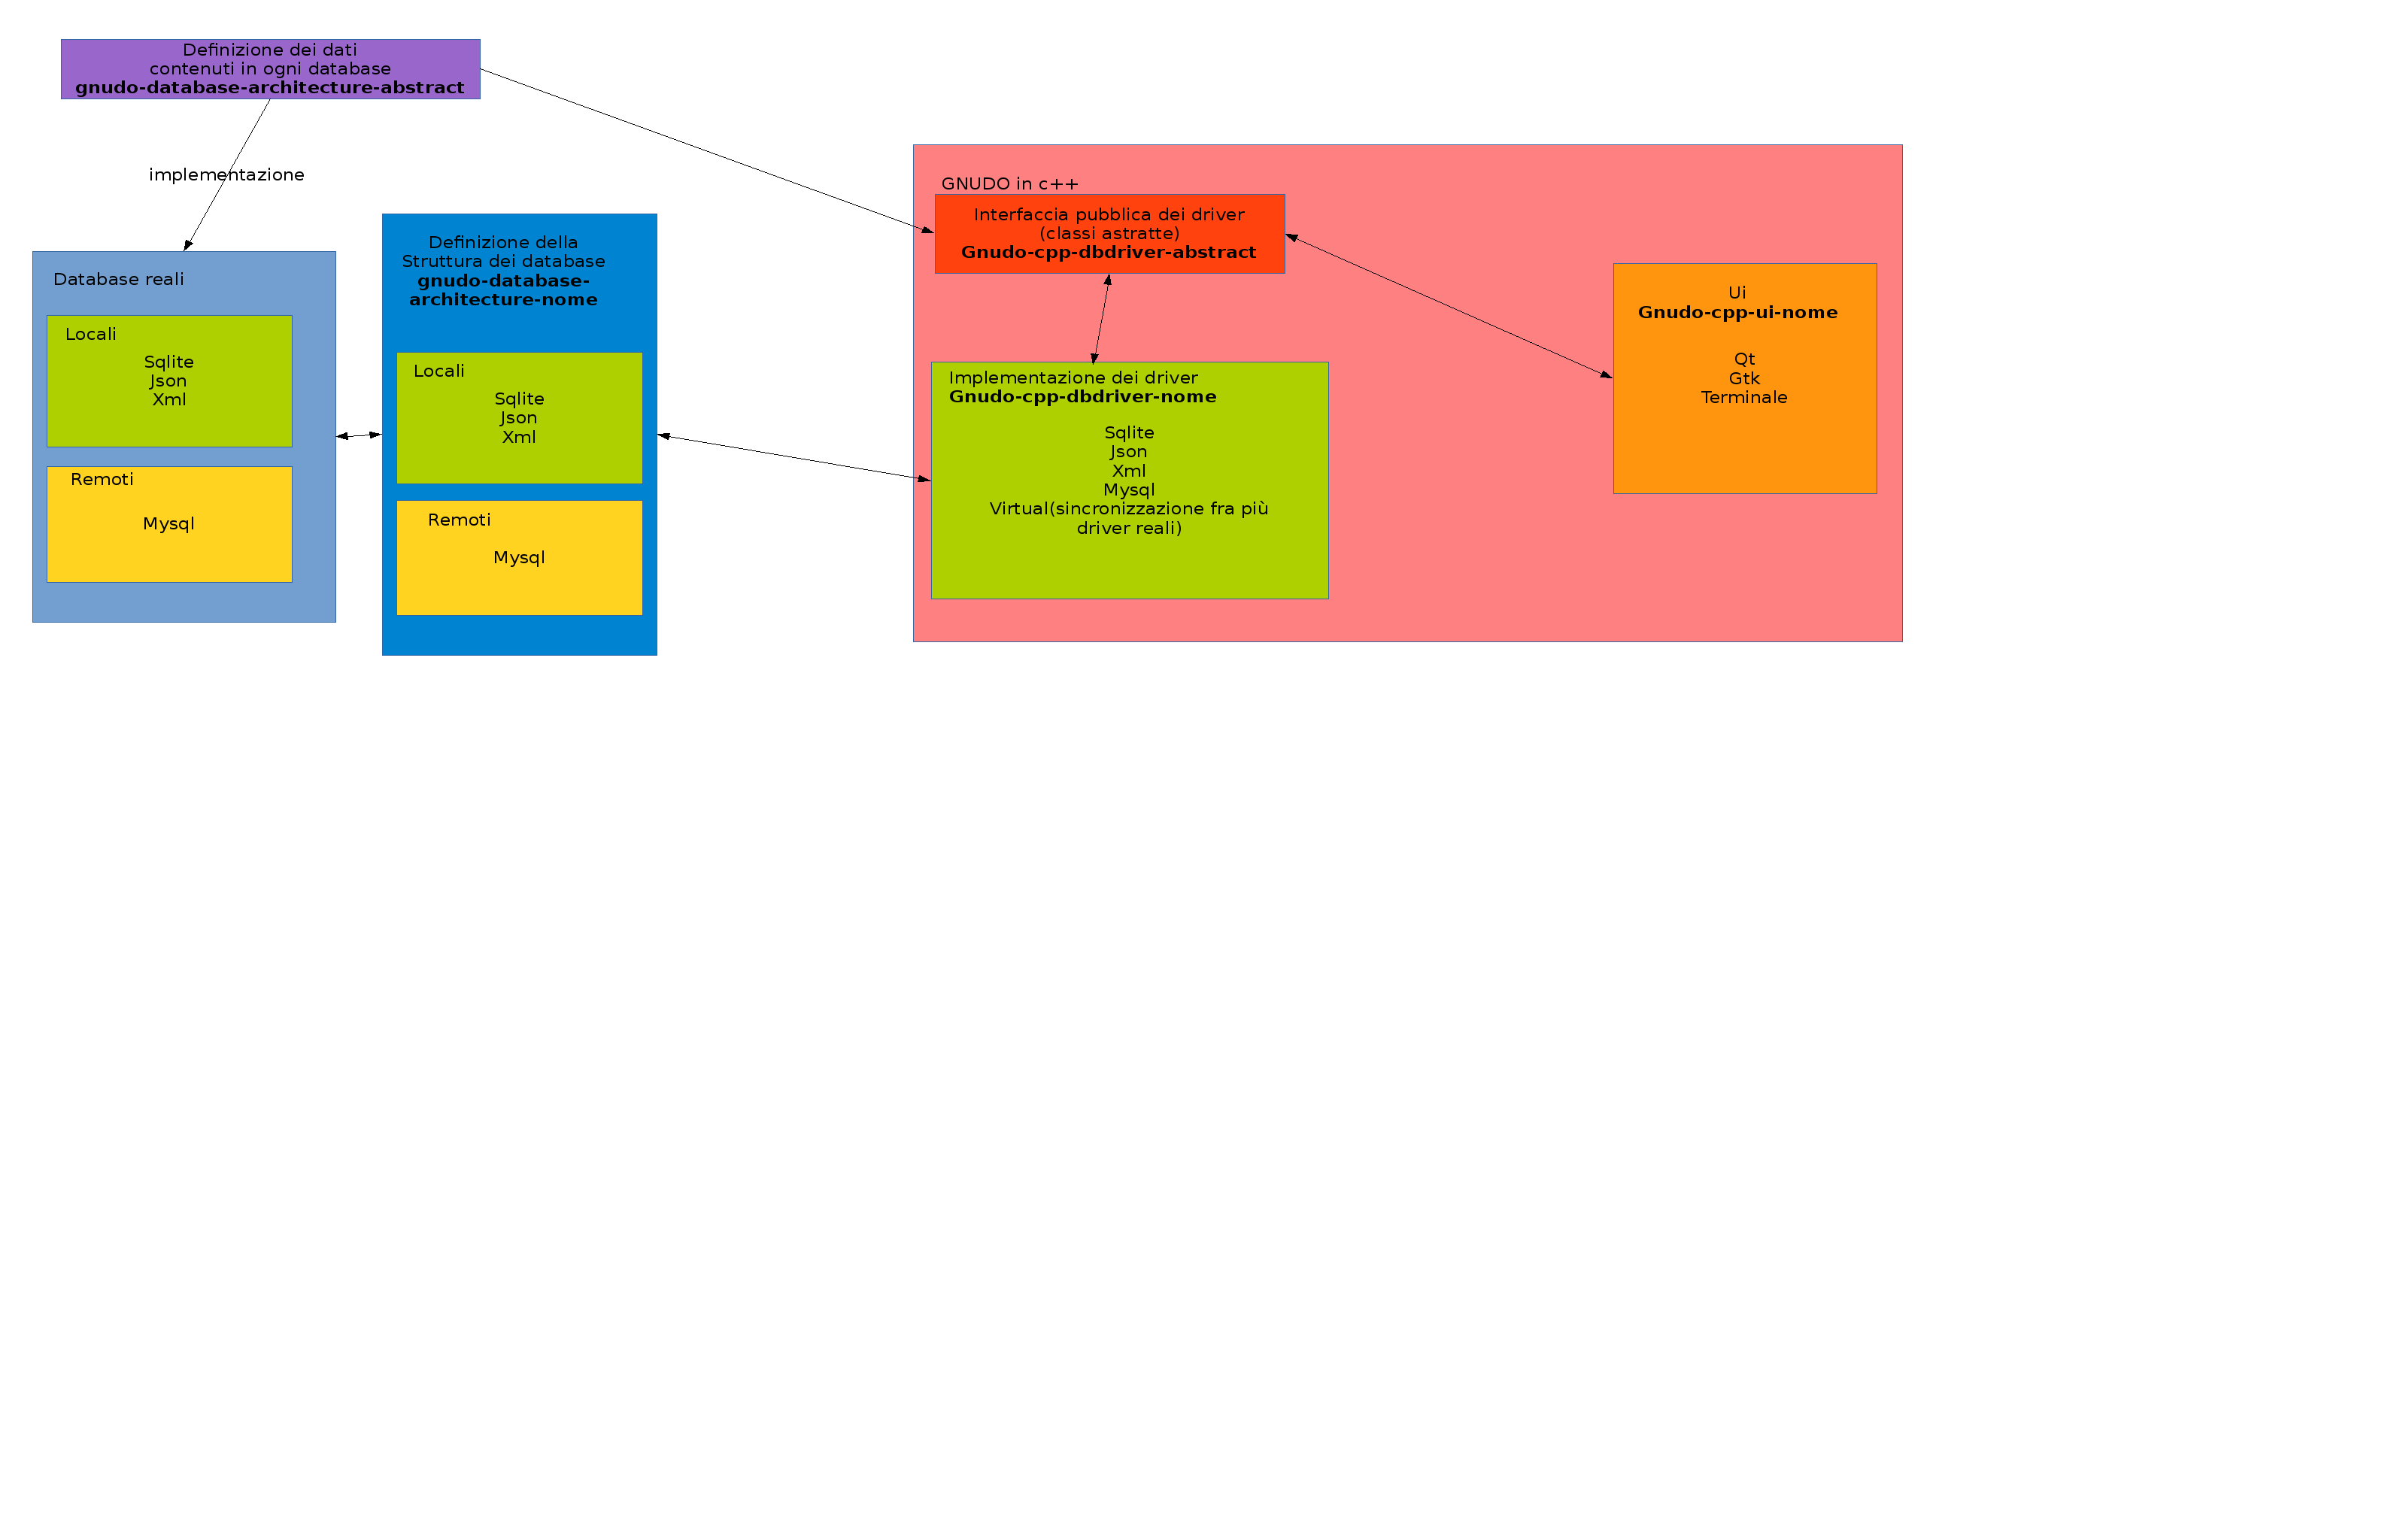 Definizione dei dati
contenuti in ogni database
gnudo-database-architecture-abstract
implementazione
Database reali
Locali
Sqlite
Json
Xml
Remoti
Mysql
Definizione della
Struttura dei database
gnudo-database-
architecture-nome
Locali
Sqlite
Json
Xml
Remoti
Mysql
GNUDO in c++
Interfaccia pubblica dei driver
(classi astratte)
Gnudo-cpp-dbdriver-abstract
Implementazione dei driver
Gnudo-cpp-dbdriver-nome
Sqlite
Json
Xml
Mysql
Virtual(sincronizzazione fra più
driver reali)
Ui
Gnudo-cpp-ui-nome
Qt
Gtk
Terminale